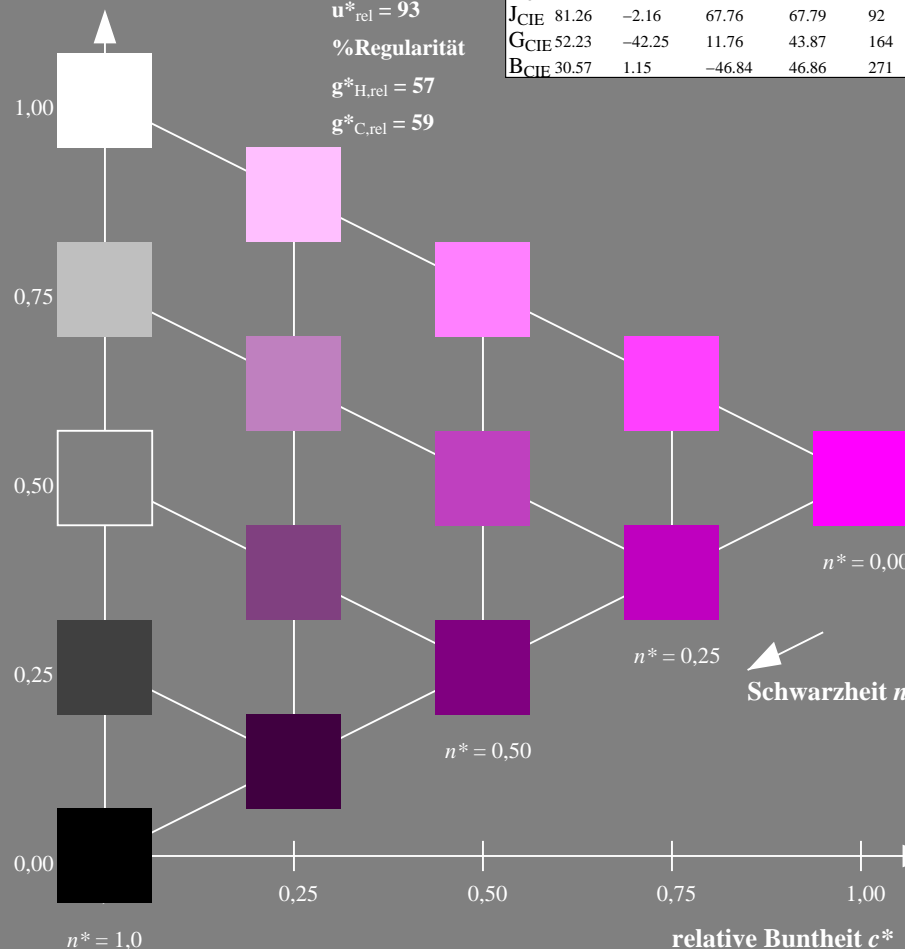 u*rel = 93
%Regularität
g*H,rel = 57
g*C,rel = 59
JCIE 81.26 −2.16 67.76 67.79 92
GCIE 52.23 −42.25 11.76 43.87 164
BCIE 30.57 1.15 −46.84 46.86 271
1,00
0,75
0,50
0,25
0,00
n* = 0,00
n* = 0,25
Schwarzheit n
n* = 0,50
0,25 0,50 0,75 1,00
n* = 1,0
relative Buntheit c*